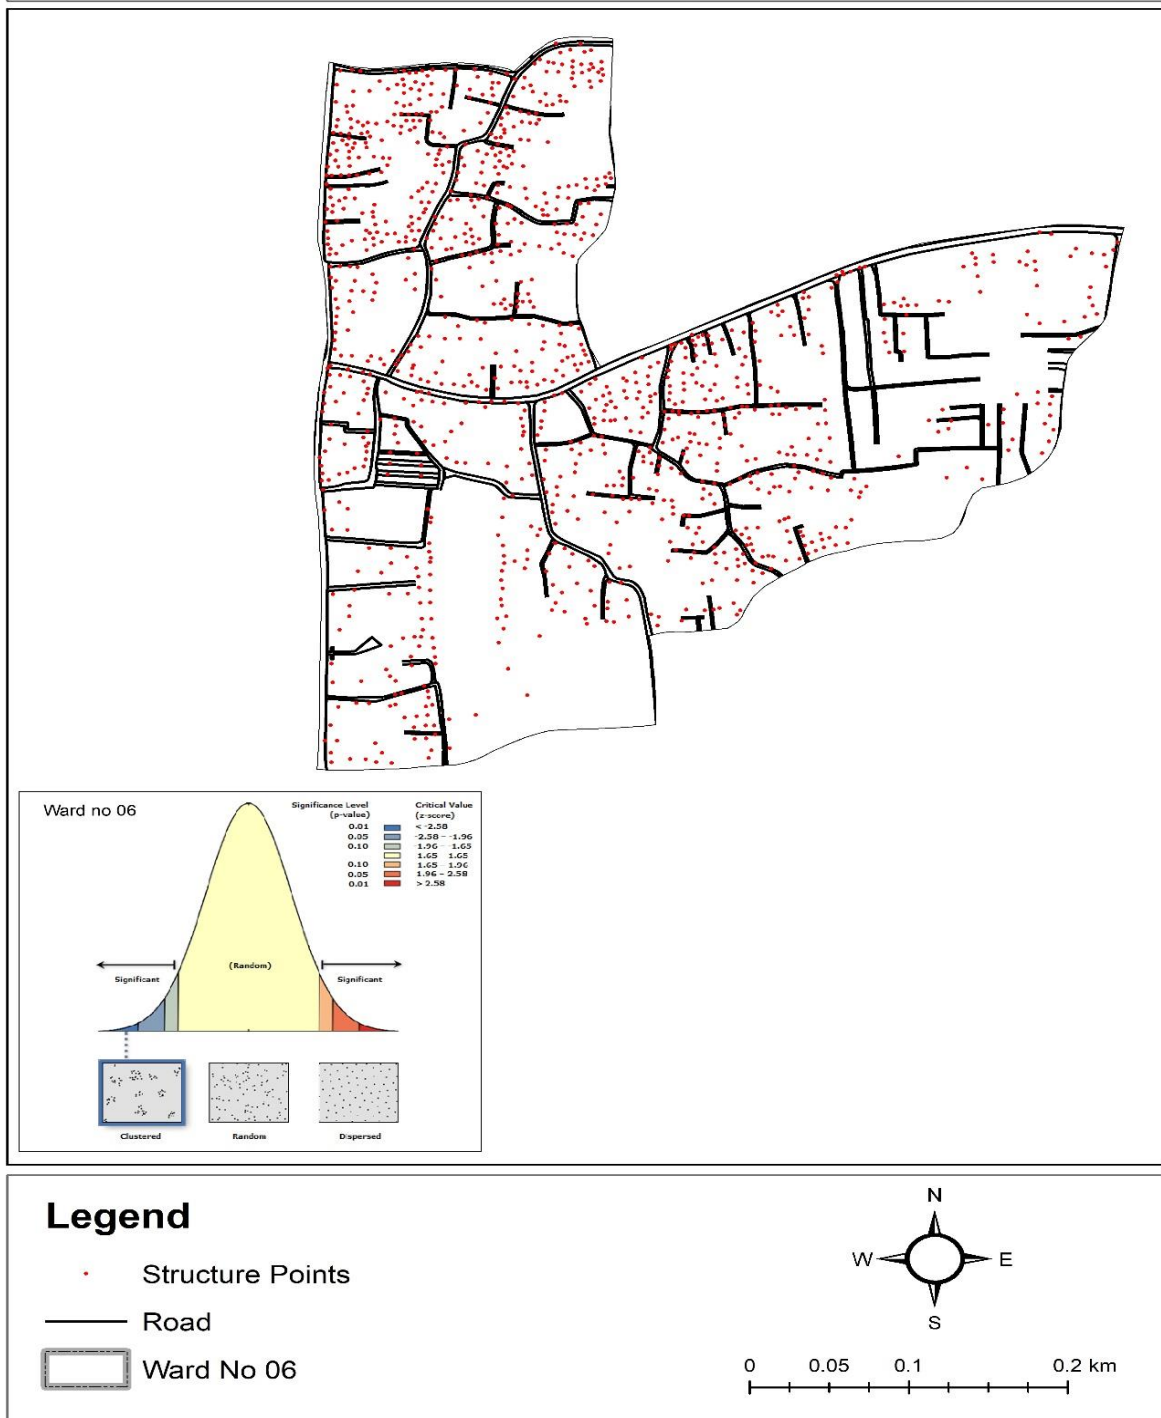 Ward no 06
Significance Level Critical Value
(p-value) (z-score)
0.01 < -2.58
0.05 -2.58 - -1.96
0.10 -1.96 - -1.65
1.65 1.65
0.10 1.65 - 1.96
0.05 1.96 - 2.58
0.01 > 2.58
Significant (Random) Significant
Clustered Random Dispersed
Legend
Structure Points
Road
Ward No 06
N
W E
S
0 0.05 0.1 0.2 km